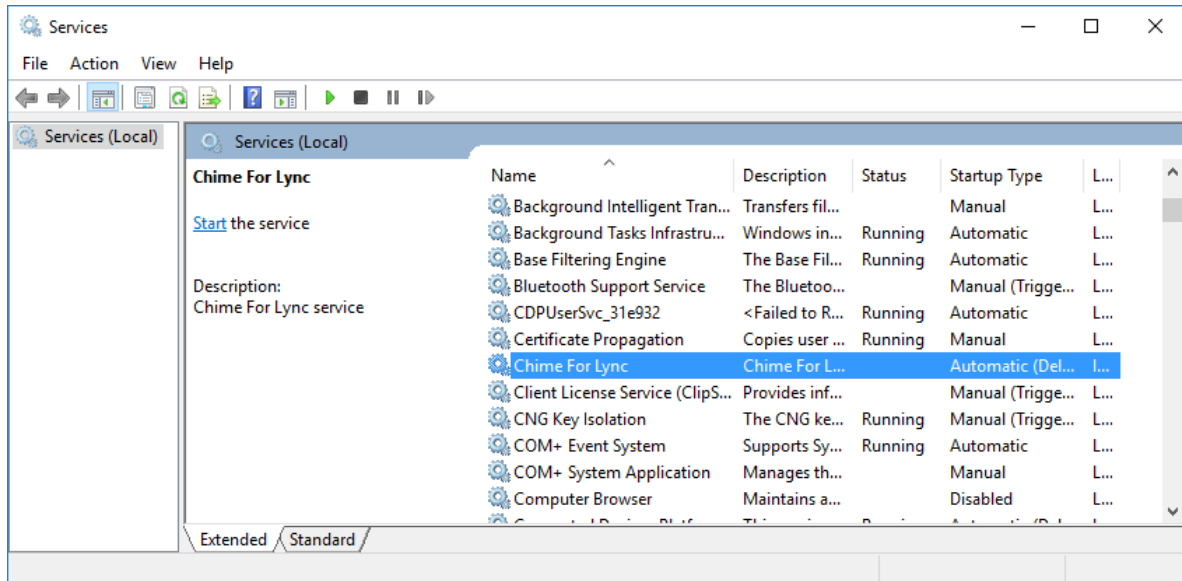 Services
File Action View Help
Services (Local)
Services (Local)
Chime For Lync
Start the service
Description:
Chime For Lync service
Name Description Status Startup Type L...
Background Intelligent Tran... Transfers fil... Manual L...
Background Tasks Infrastru... Windows in... Running Automatic L...
Base Filtering Engine The Base Fil... Running Automatic L...
Bluetooth Support Service The Bluetoo... Manual (Trigge... L...
CDPUserSvc_31e932 <Failed to R... Running Automatic L...
Certificate Propagation Copies user ... Running Manual L...
Chime For Lync Chime For L... Automatic (Del... I...
Client License Service (ClipS... Provides inf... Manual (Trigge... L...
CNG Key Isolation The CNG ke... Running Manual (Trigge... L...
COM+ Event System Supports Sy... Running Automatic L...
COM+ System Application Manages th... Manual L...
Computer Browser Maintains a... Disabled L...
Extended Standard